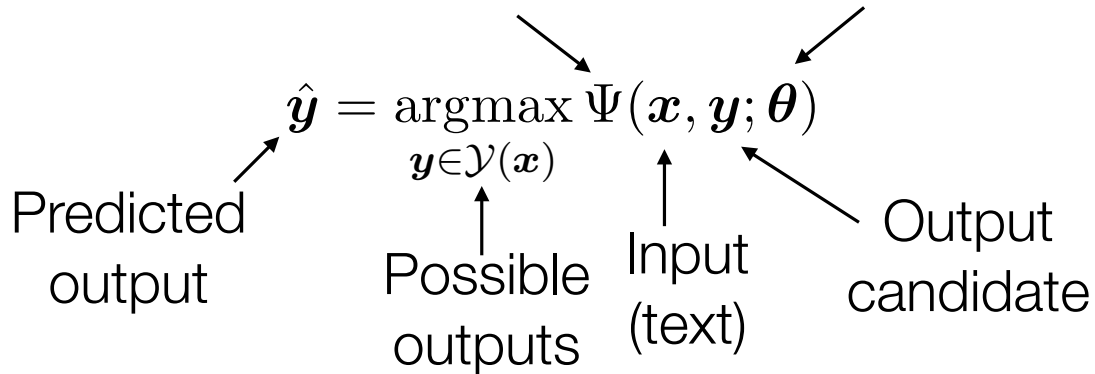 ŷ = argmax Ψ(x, y; θ)
y∈𝒴(x)
Predicted
output
Possible
outputs
Input
(text)
Output
candidate